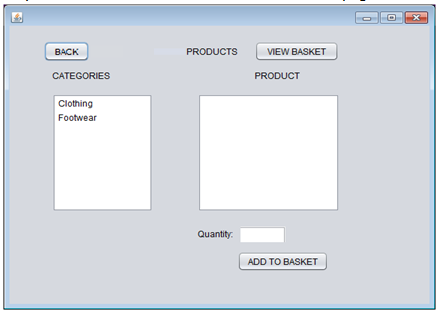 BACK PRODUCTS VIEW BASKET
CATEGORIES PRODUCT
Clothing
Footwear
Quantity:
ADD TO BASKET